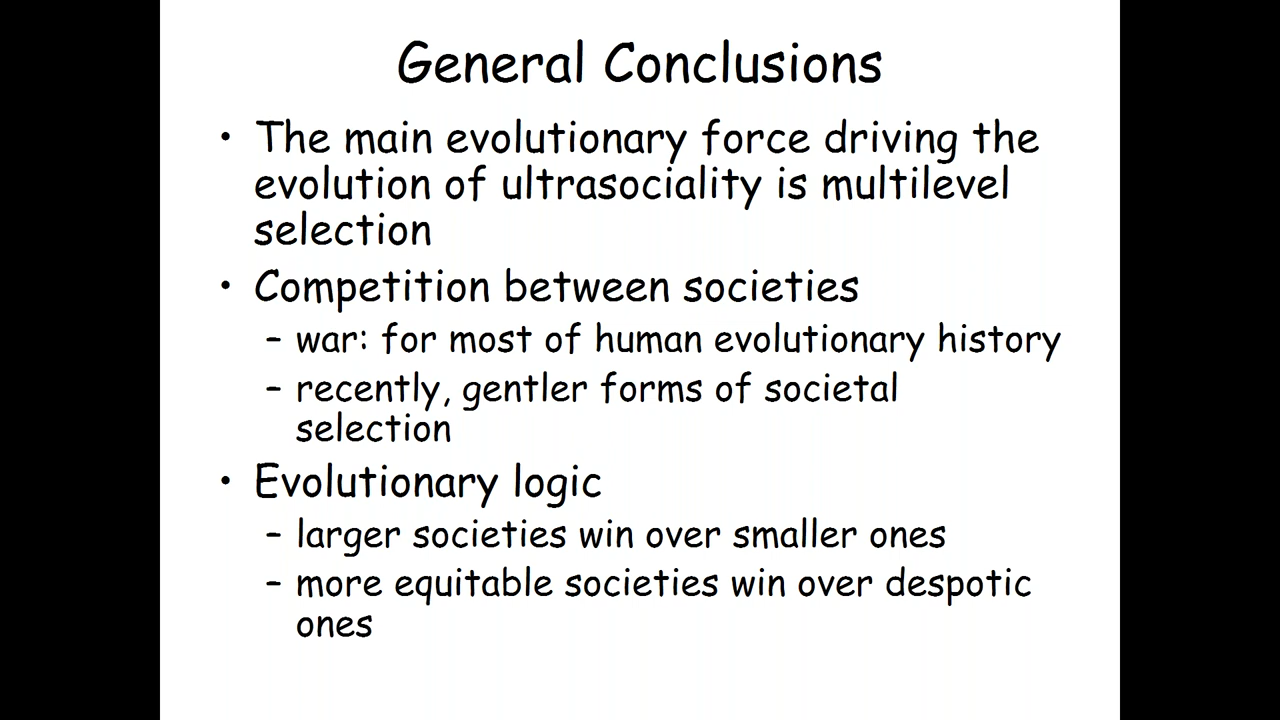 General Conclusions
• The main evolutionary force driving the
evolution of ultrasociality is multilevel
selection
• Competition between societies
– war: for most of human evolutionary history
– recently, gentler forms of societal
selection
• Evolutionary logic
– larger societies win over smaller ones
– more equitable societies win over despotic
ones